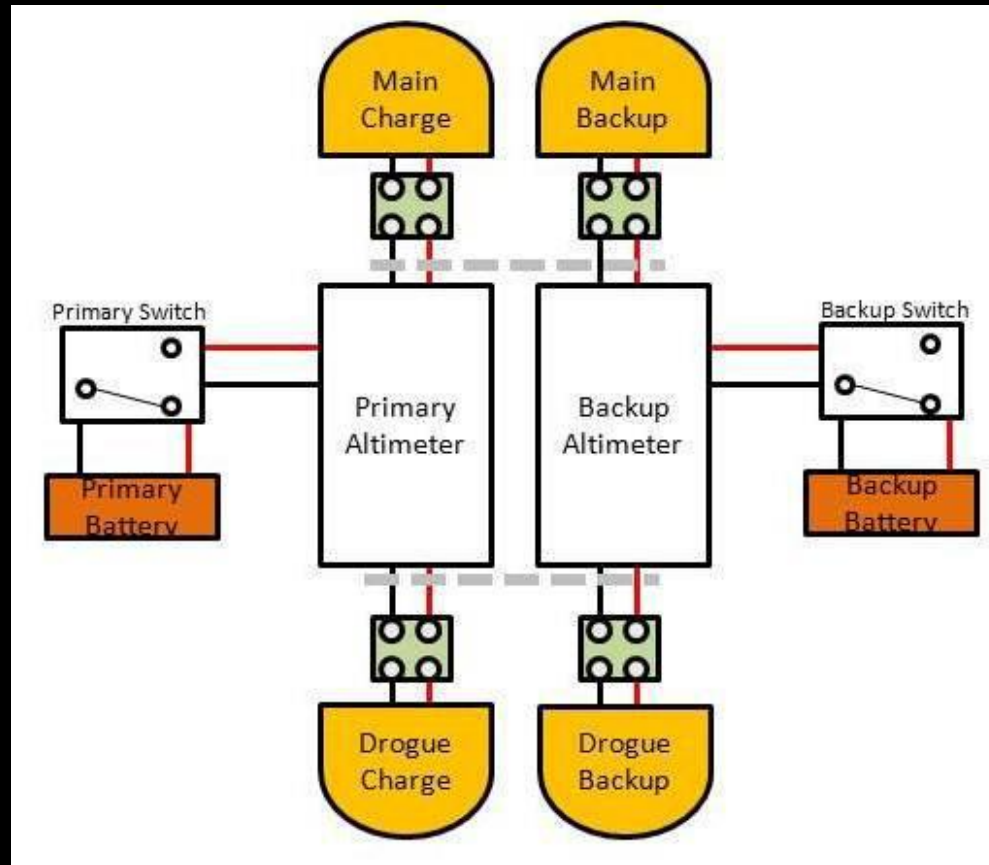 Main
Charge
Main
Backup
Primary Switch
Backup Switch
Primary
Altimeter
Backup
Altimeter
Primary
Battery
Backup
Battery
Drogue
Charge
Drogue
Backup